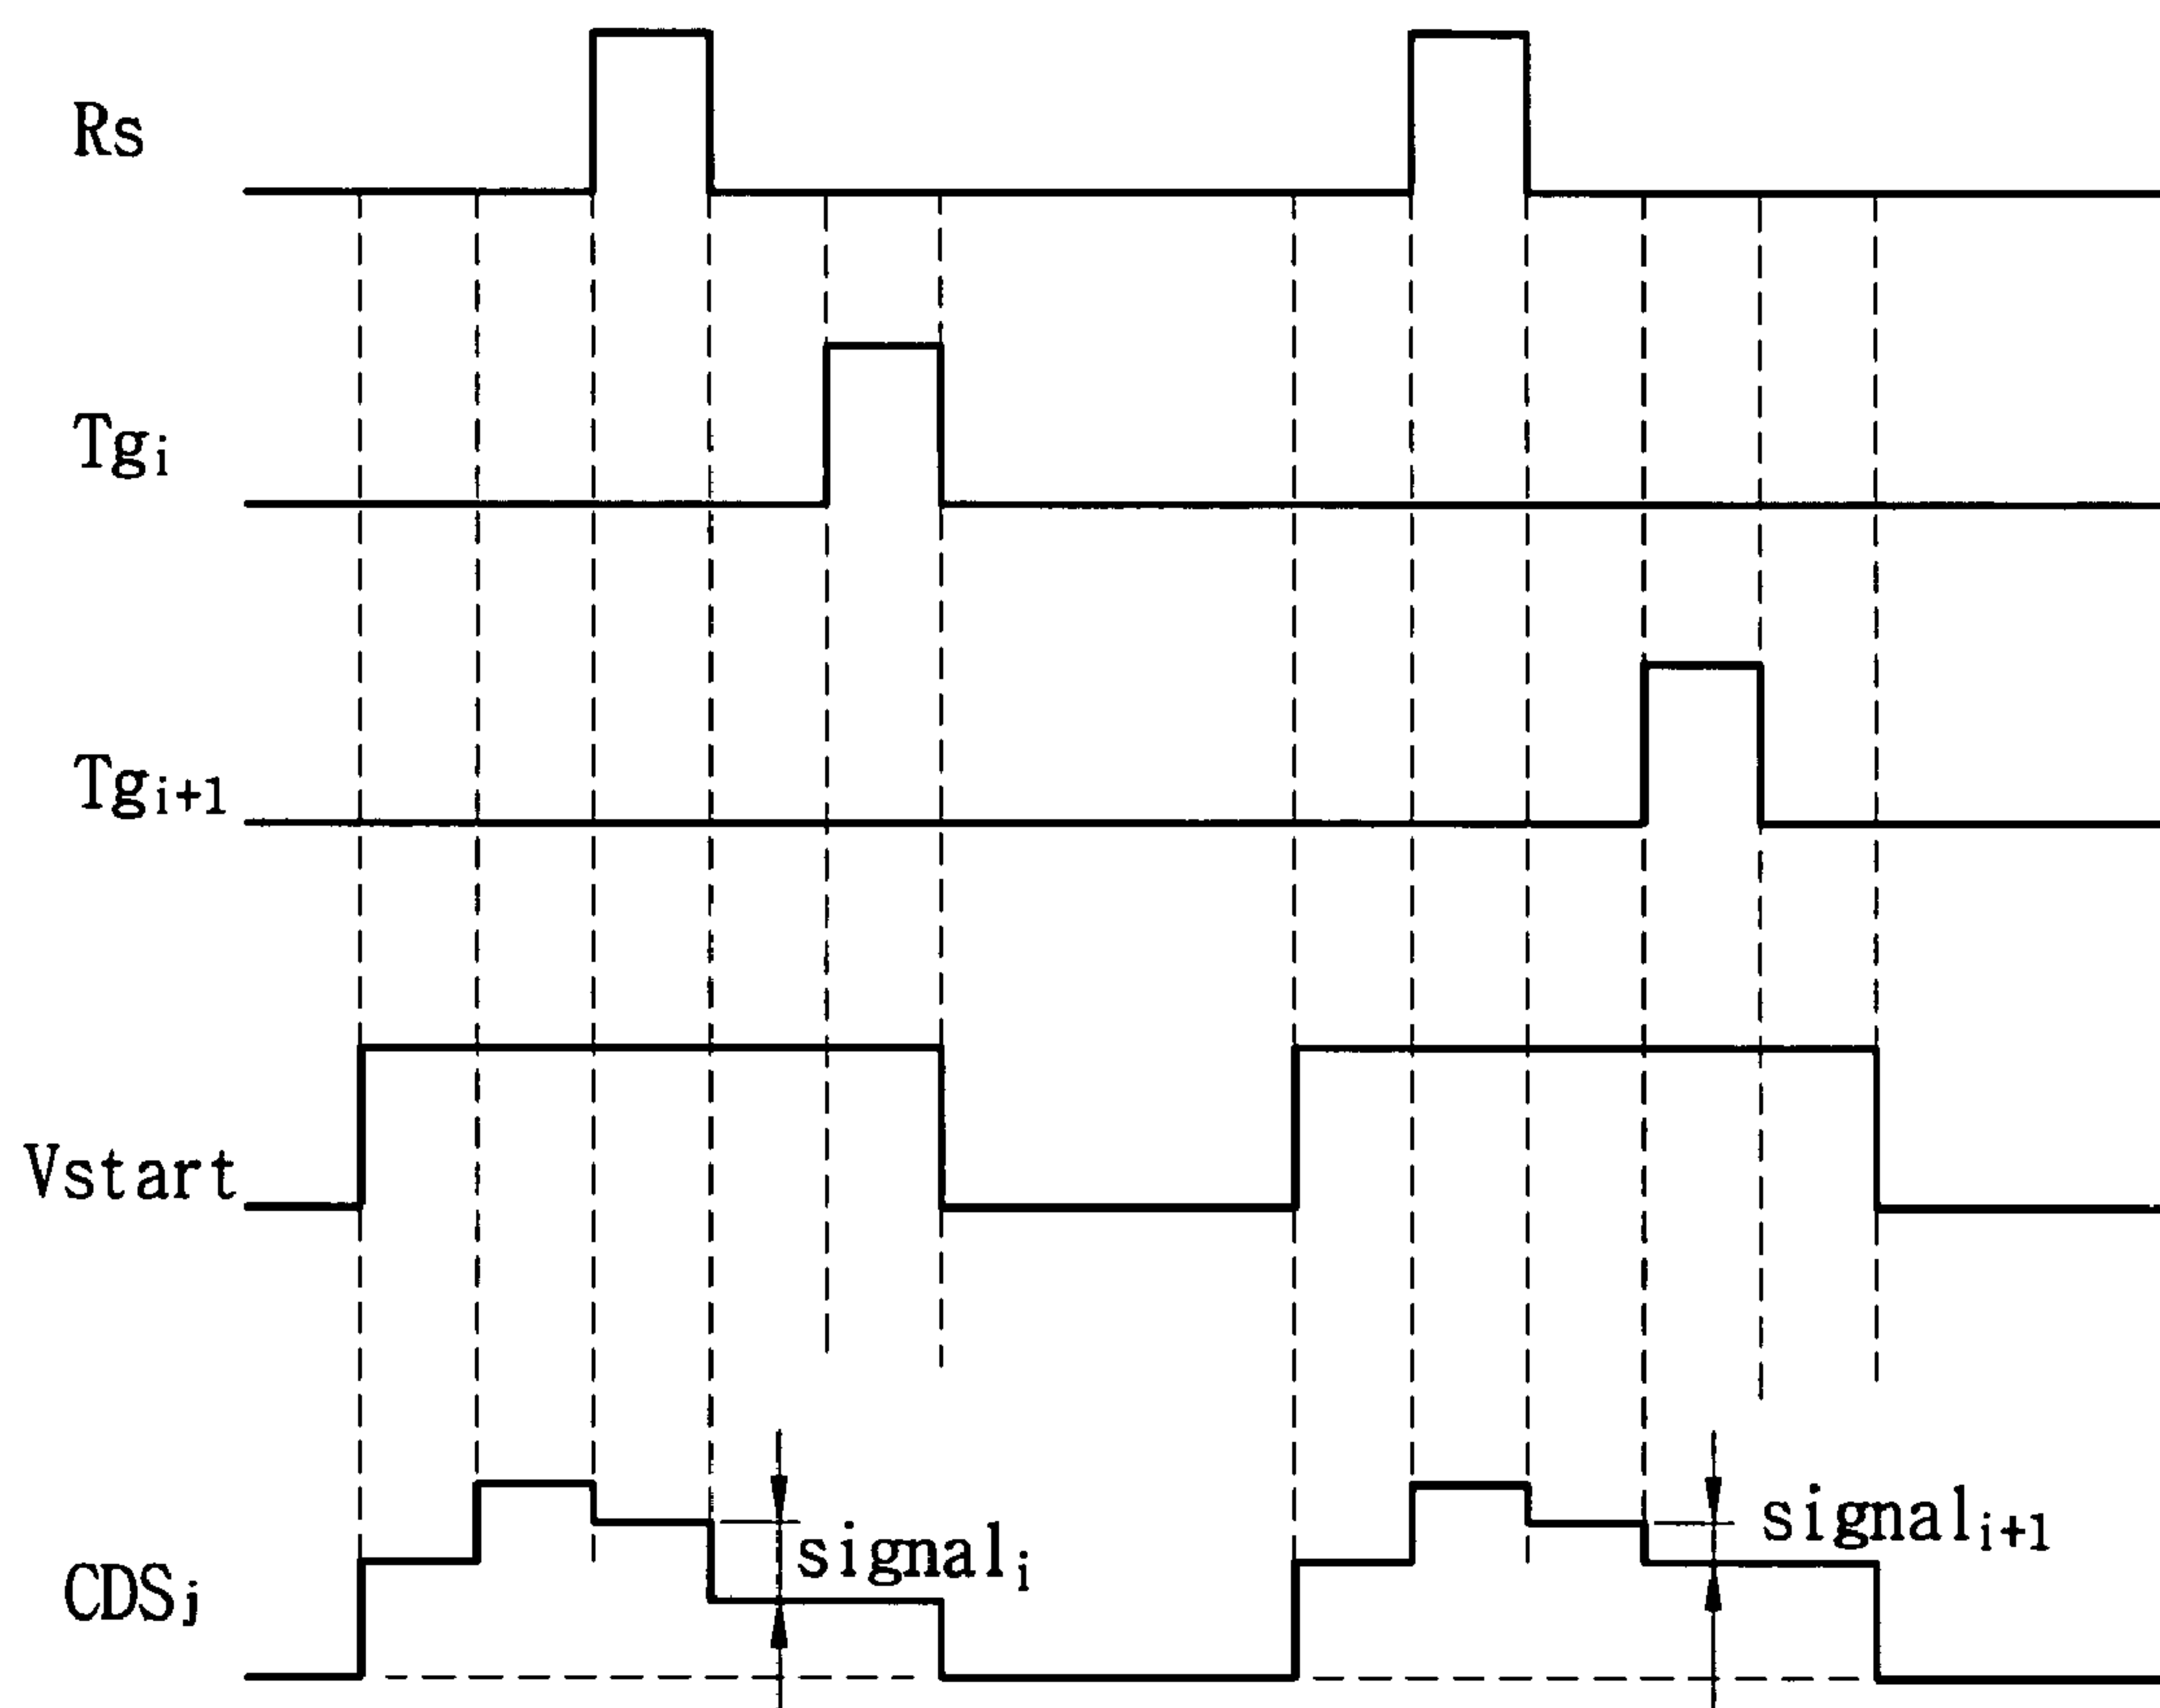 Rs
Tgᵢ
Tgᵢ₊₁
Vstart
signalᵢ
signalᵢ₊₁
CDSⱼ